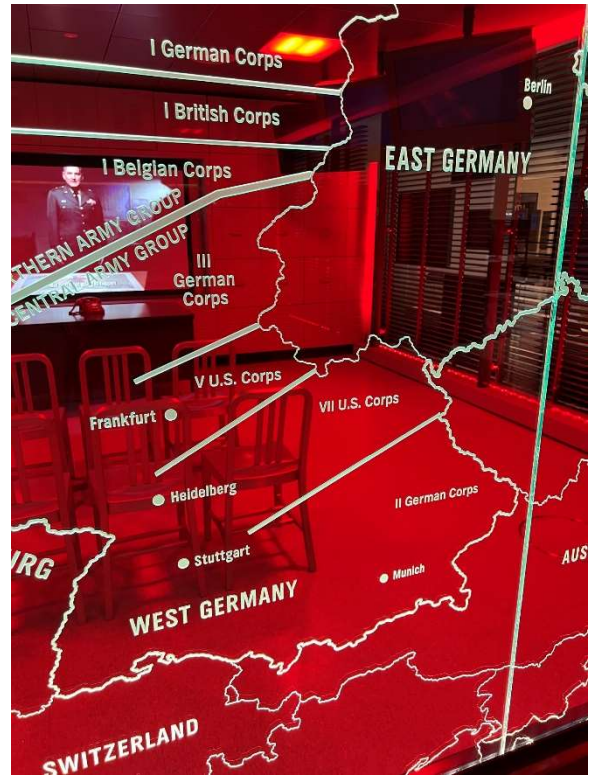 I German Corps
Berlin
I British Corps
EAST GERMANY
I Belgian Corps
THERN ARMY GROUP
CENTRAL ARMY GROUP
III
German
Corps
V U.S. Corps
VII U.S. Corps
Frankfurt
Heidelberg
II German Corps
Stuttgart
Munich
AUS
URG
WEST GERMANY
SWITZERLAND